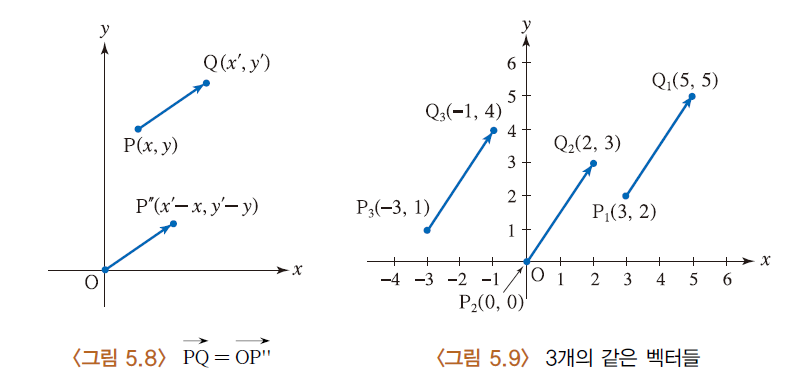 y
Q(x′, y′)
P(x, y)
P″(x′−x, y′−y)
O
x
〈그림 5.8〉 PQ = OP''
y
6
5
4
3
2
1
Q₁(5, 5)
Q₃(−1, 4)
Q₂(2, 3)
P₃(−3, 1)
P₁(3, 2)
x
−4 −3 −2 −1 O 1 2 3 4 5 6
P₂(0, 0)
〈그림 5.9〉 3개의 같은 벡터들